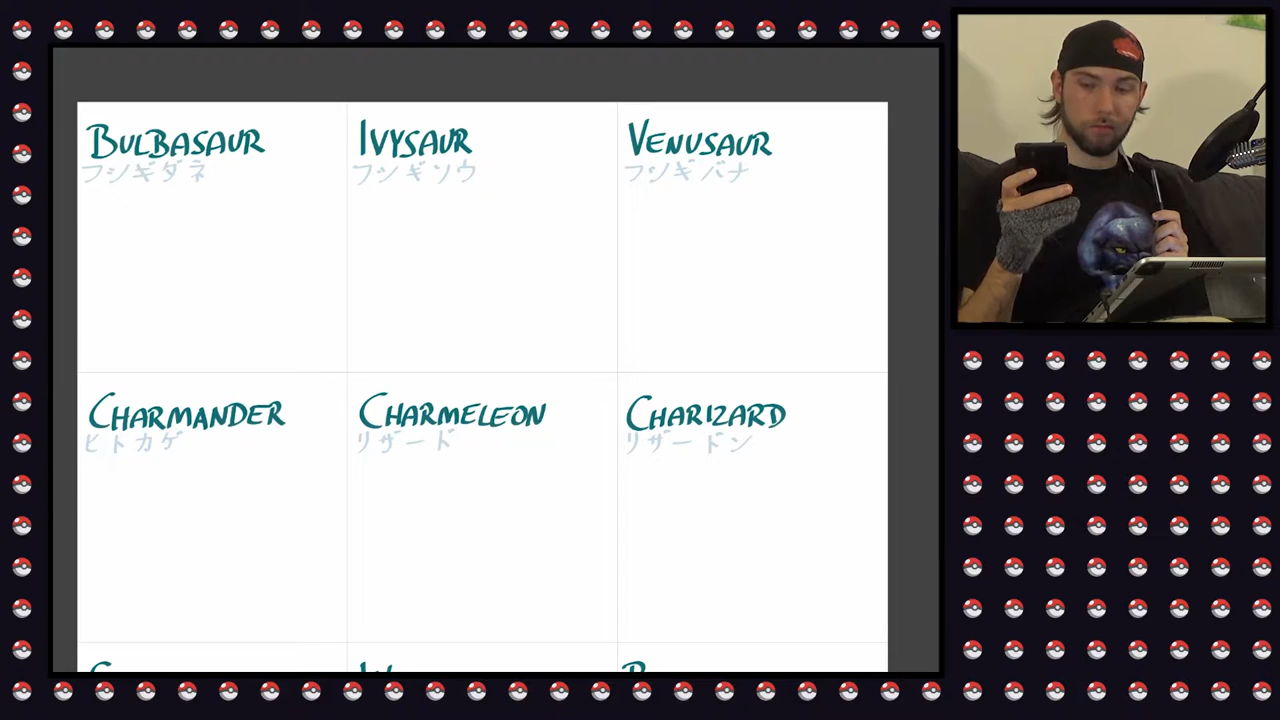 BULBASAUR
フシギダネ
IVYSAUR
フシギソウ
VENUSAUR
フシギバナ
CHARMANDER
ヒトカゲ
CHARMELEON
リザード
CHARIZARD
リザードン